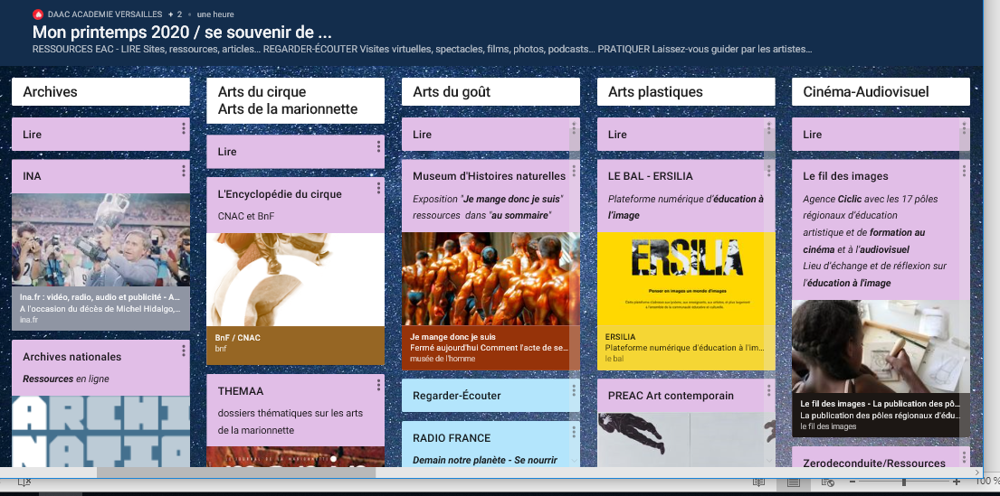 DAAC ACADEMIE VERSAILLES + 2 • une heure
Mon printemps 2020 / se souvenir de ...
RESSOURCES EAC - LIRE Sites, ressources, articles... REGARDER-ÉCOUTER Visites virtuelles, spectacles, films, photos, podcasts... PRATIQUER Laissez-vous guider par les artistes...
Archives
Lire
INA
Ina.fr : vidéo, radio, audio et publicité - A...
A l'occasion du décès de Michel Hidalgo,...
ina.fr
Archives nationales
Ressources en ligne
ARCHI
NATIO
Arts du cirque
Arts de la marionnette
Lire
L'Encyclopédie du cirque
CNAC et BnF
BnF / CNAC
bnf
THEMAA
dossiers thématiques sur les arts
de la marionnette
LE JOURNAL DE LA MARIONNETTE
Arts du goût
Lire
Museum d'Histoires naturelles
Exposition "Je mange donc je suis"
ressources dans "au sommaire"
Je mange donc je suis
Fermé aujourd'hui Comment l'acte de se...
musée de l'homme
Regarder-Écouter
RADIO FRANCE
Demain notre planète - Se nourrir
Arts plastiques
Lire
LE BAL - ERSILIA
Plateforme numérique d'éducation à
l'image
ERSILIA
Penser en images un monde d'images
ERSILIA
Plateforme numérique d'éducation à l'im...
le bal
PREAC Art contemporain
Cinéma-Audiovisuel
Lire
Le fil des images
Agence Ciclic avec les 17 pôles
régionaux d'éducation
artistique et de formation au
cinéma et à l'audiovisuel
Lieu d'échange et de réflexion sur
l'éducation à l'image
Le fil des images - La publication des pô...
La publication des pôles régionaux d'édu...
le fil des images
Zerodeconduite/Ressources
100 %